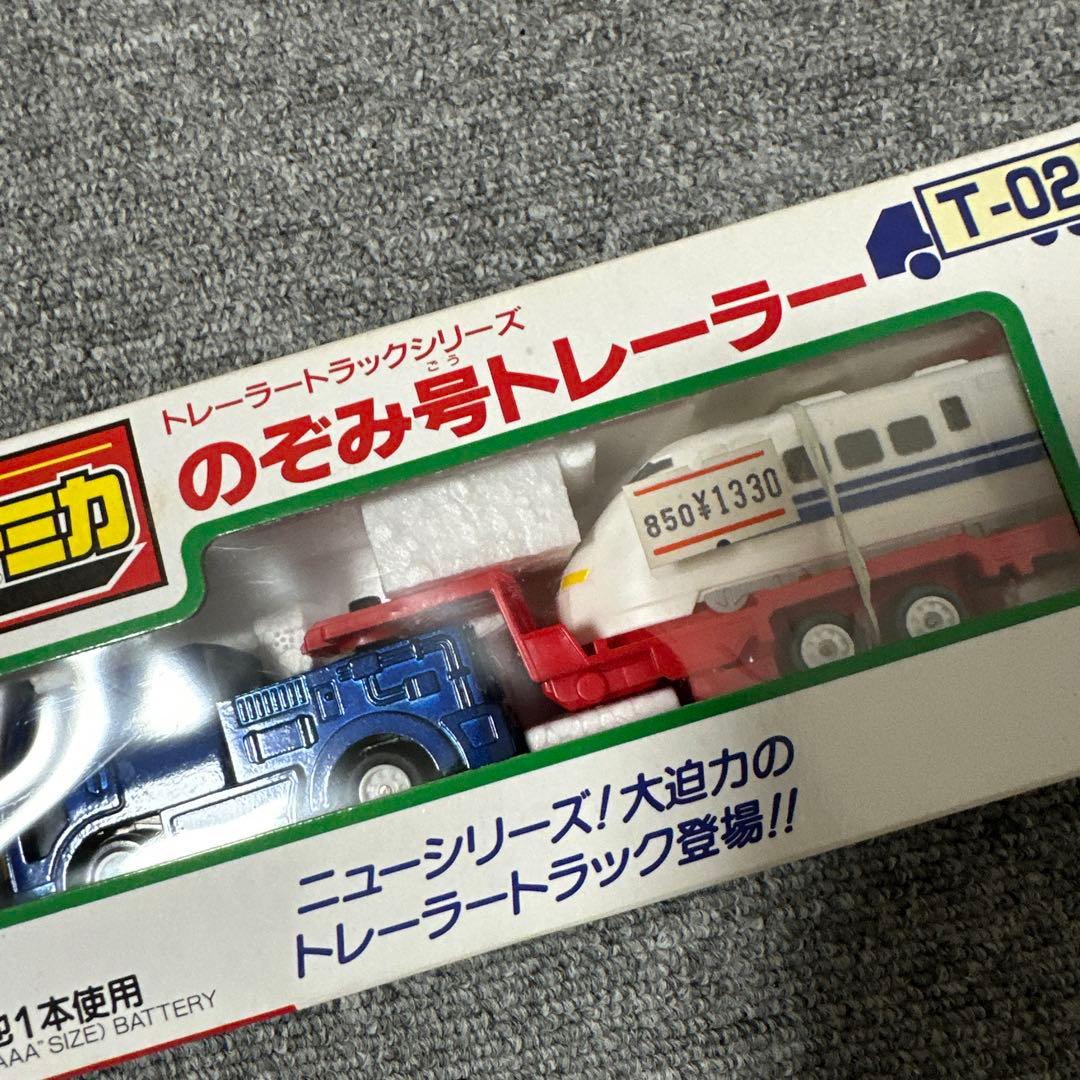 T-02
トレーラートラックシリーズ
のぞみ号トレーラー
ごう
ミカ
850¥1330
ニューシリーズ!大迫力の
トレーラートラック登場!!
1本使用
AAA"SIZE) BATTERY